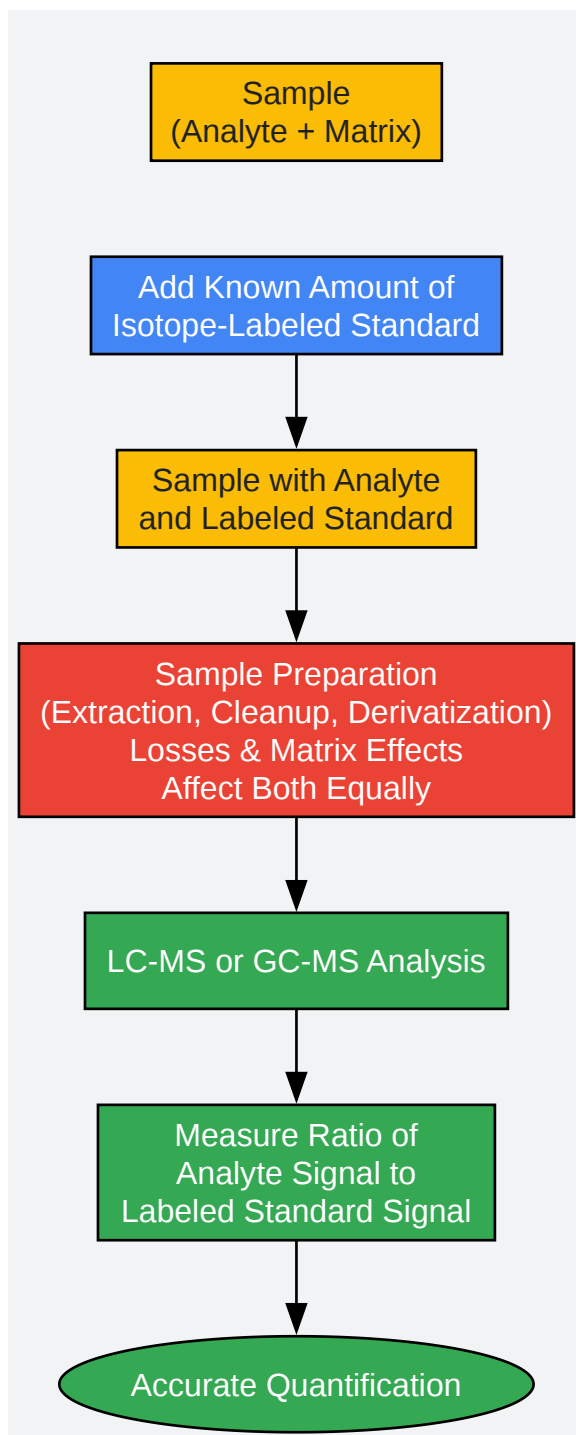 Sample
(Analyte + Matrix)
Add Known Amount of
Isotope-Labeled Standard
Sample with Analyte
and Labeled Standard
Sample Preparation
(Extraction, Cleanup, Derivatization)
Losses & Matrix Effects
Affect Both Equally
LC-MS or GC-MS Analysis
Measure Ratio of
Analyte Signal to
Labeled Standard Signal
Accurate Quantification